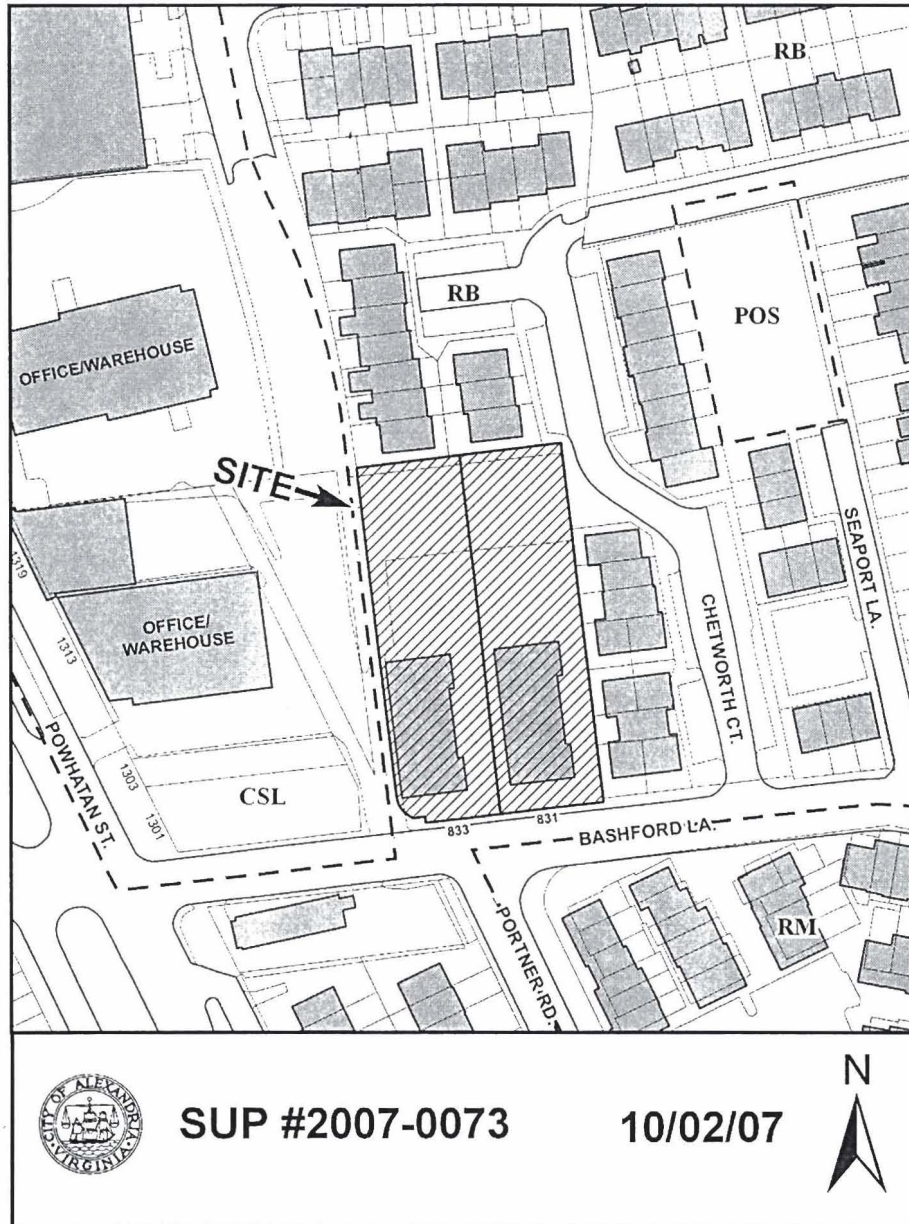 RB
RB
POS
OFFICE/WAREHOUSE
SITE
SEAPORT LA.
1319
OFFICE/
WAREHOUSE
1313
CHETWORTH CT.
POWHATAN ST.
1303
CSL
1301
833
831
BASHFORD LA.
PORTNER RD.
RM
CITY OF ALEXANDRIA
VIRGINIA
SUP #2007-0073
10/02/07
N